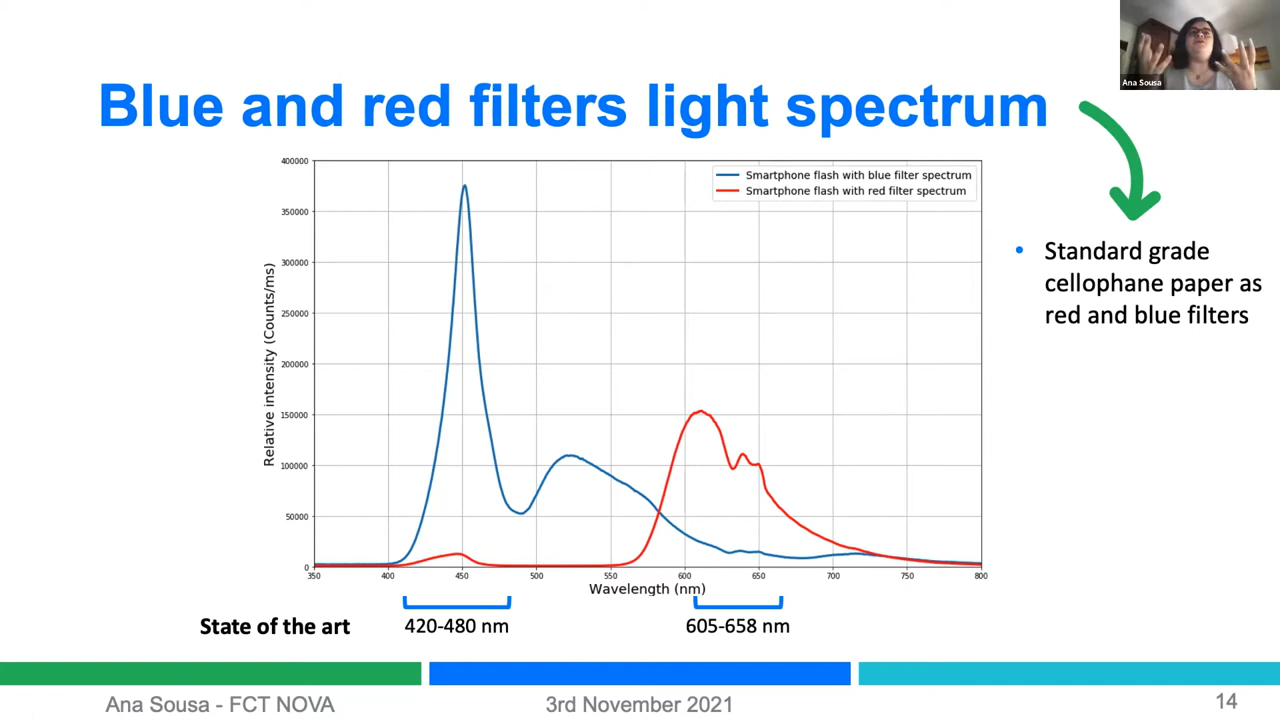 Ana Sousa
Blue and red filters light spectrum
Smartphone flash with blue filter spectrum
Smartphone flash with red filter spectrum
400000
350000
300000
250000
200000
150000
100000
50000
0
Relative intensity (Counts/ms)
350 400 450 500 550 600 650 700 750 800
Wavelength (nm)
• Standard grade
cellophane paper as
red and blue filters
State of the art 420-480 nm 605-658 nm
Ana Sousa - FCT NOVA 3rd November 2021 14